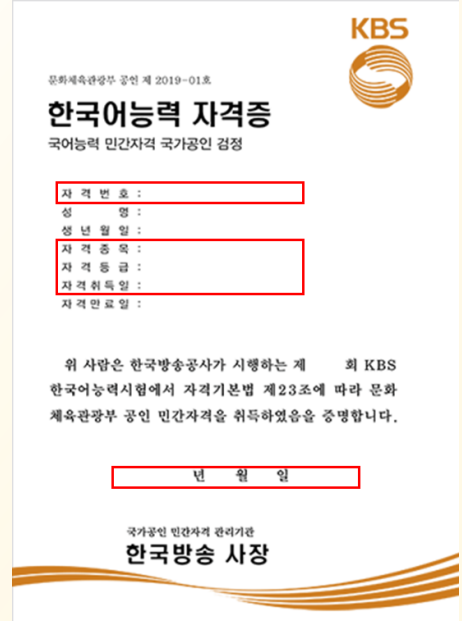 KBS
문화체육관광부 공인 제 2019-01호
한국어능력 자격증
국어능력 민간자격 국가공인 검정
자 격 번 호 :
성 명 :
생 년 월 일 :
자 격 종 목 :
자 격 등 급 :
자 격 취 득 일 :
자 격 만 료 일 :
위 사람은 한국방송공사가 시행하는 제 회 KBS
한국어능력시험에서 자격기본법 제23조에 따라 문화
체육관광부 공인 민간자격을 취득하였음을 증명합니다.
년 월 일
국가공인 민간자격 관리기관
한국방송 사장